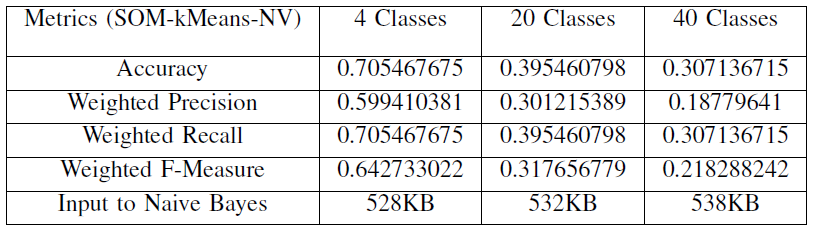 Metrics (SOM-kMeans-NV) 4 Classes 20 Classes 40 Classes
Accuracy 0.705467675 0.395460798 0.307136715
Weighted Precision 0.599410381 0.301215389 0.18779641
Weighted Recall 0.705467675 0.395460798 0.307136715
Weighted F-Measure 0.642733022 0.317656779 0.218288242
Input to Naive Bayes 528KB 532KB 538KB